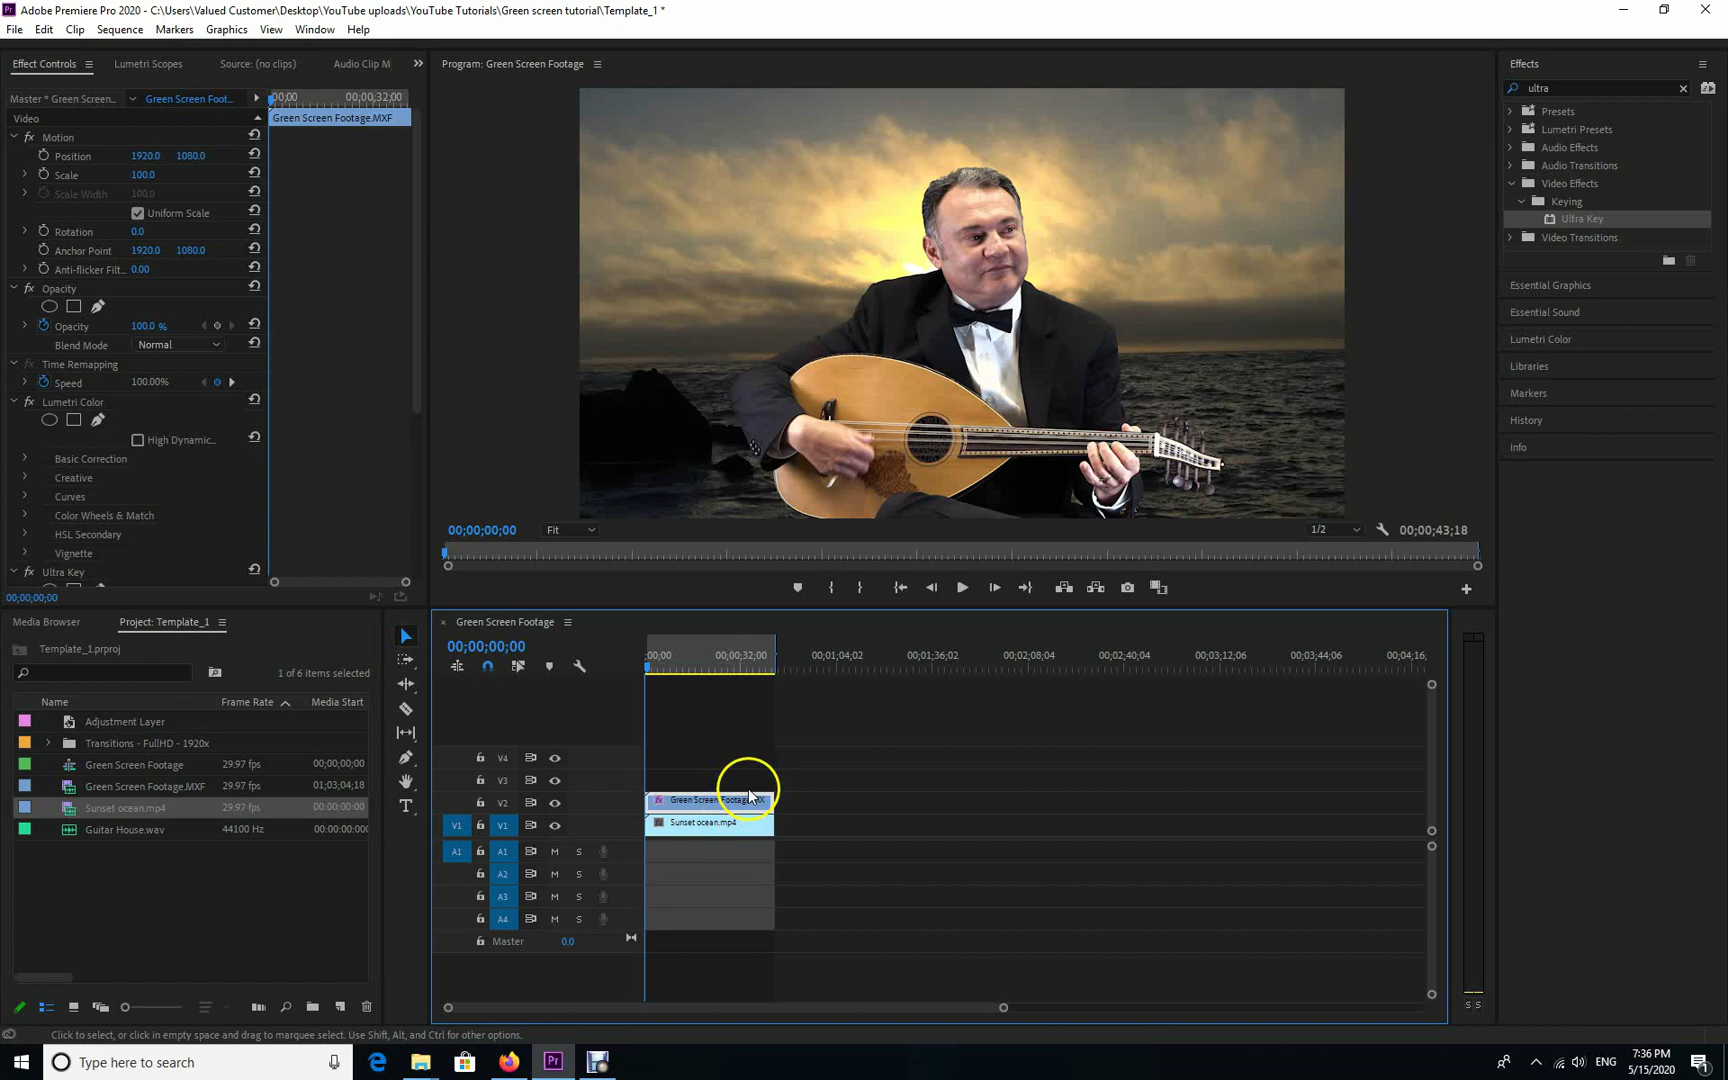 Adobe Premiere Pro 2020 - C:\Users\Valued Customer\Desktop\YouTube uploads\YouTube Tutorials\Green screen tutorial\Template_1 *
File Edit Clip Sequence Markers Graphics View Window Help
Effect Controls Lumetri Scopes Source: (no clips) Audio Clip M
Master * Green Screen... Green Screen Foot...
;00;00 00;00;32;00
Video
Green Screen Footage.MXF
fx Motion
Position 1920.0 1080.0
Scale 100.0
Scale Width 100.0
Uniform Scale
Rotation 0.0
Anchor Point 1920.0 1080.0
Anti-flicker Filt... 0.00
fx Opacity
Opacity 100.0 %
Blend Mode Normal
fx Time Remapping
Speed 100.00%
fx Lumetri Color
High Dynamic...
Basic Correction
Creative
Curves
Color Wheels & Match
HSL Secondary
Vignette
fx Ultra Key
00;00;00;00
Program: Green Screen Footage
00;00;00;00 Fit 1/2 00;00;43;18
Effects
ultra
Presets
Lumetri Presets
Audio Effects
Audio Transitions
Video Effects
Keying
Ultra Key
Video Transitions
Essential Graphics
Essential Sound
Lumetri Color
Libraries
Markers
History
Info
Media Browser Project: Template_1
Template_1.prproj
1 of 6 items selected
Name Frame Rate Media Start
Adjustment Layer
Transitions - FullHD - 1920x
Green Screen Footage 29.97 fps 00;00;00;00
Green Screen Footage.MXF 29.97 fps 01;03;04;18
Sunset ocean.mp4 29.97 fps 00:00:00:00
Guitar House.wav 44100 Hz 00:00:00:000
Green Screen Footage
00;00;00;00
;00;00 00;00;32;00 00;01;04;02 00;01;36;02 00;02;08;04 00;02;40;04 00;03;12;06 00;03;44;06 00;04;16;
V4
V3
V2 fx Green Screen Footage.MX
V1 V1 fx Sunset ocean.mp4
A1 A1 M S
A2 M S
A3 M S
A4 M S
Master 0.0
S S
Click to select, or click in empty space and drag to marquee select. Use Shift, Alt, and Ctrl for other options.
Type here to search
Pr
ENG
7:36 PM
5/15/2020
1